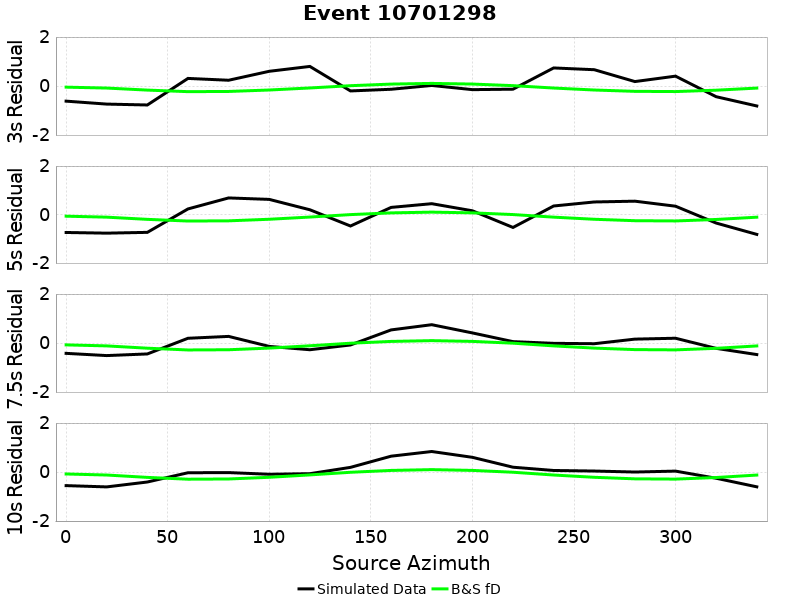 Event 10701298
3s Residual
2
0
-2
5s Residual
2
0
-2
7.5s Residual
2
0
-2
10s Residual
2
0
-2
0 50 100 150 200 250 300
Source Azimuth
Simulated Data B&S fD